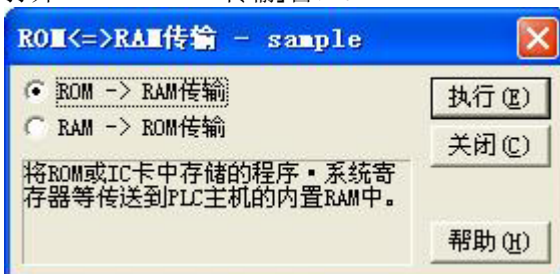 ROM<=>RAM传输 - sample
ROM -> RAM传输
执行(E)
RAM -> ROM传输
关闭(C)
将ROM或IC卡中存储的程序·系统寄
存器等传送到PLC主机的内置RAM中。
帮助(H)